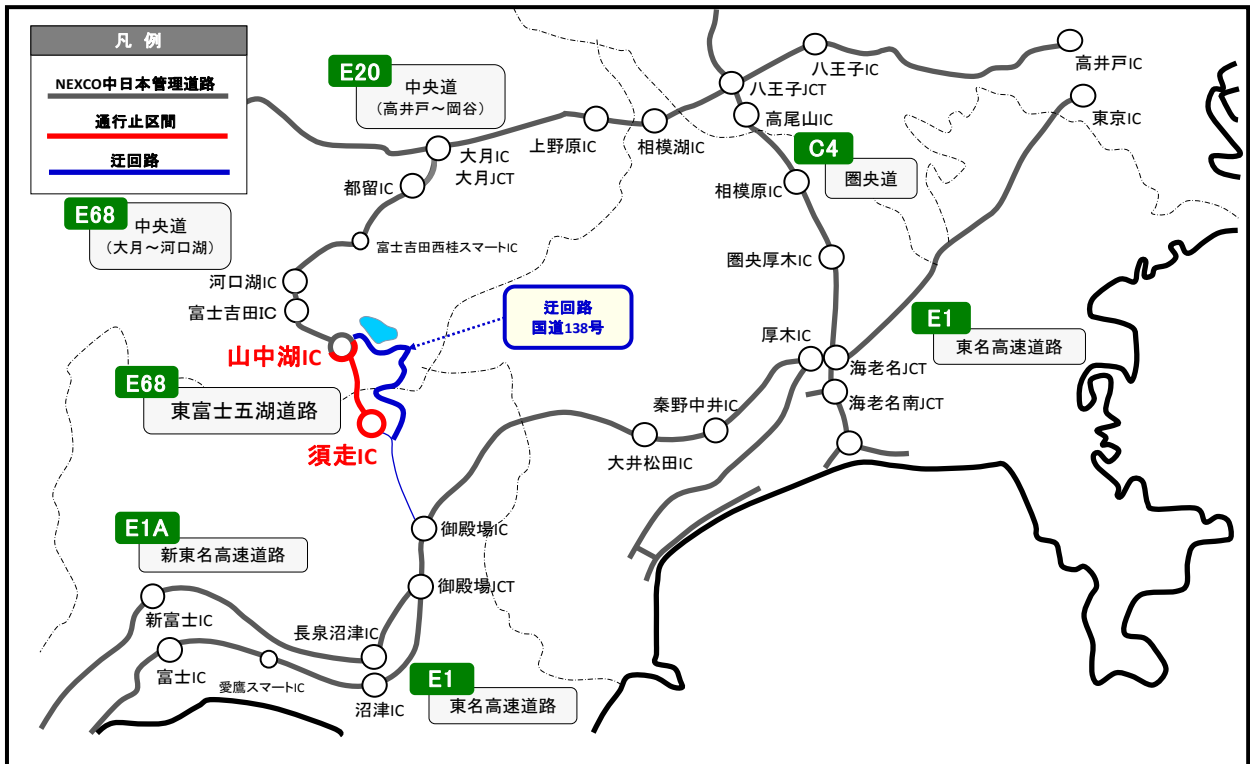 凡 例
NEXCO中日本管理道路
通行止区間
迂回路
E20
中央道
（高井戸～岡谷）
八王子IC
高井戸IC
八王子JCT
東京IC
高尾山IC
上野原IC
相模湖IC
大月IC
大月JCT
C4
圏央道
都留IC
相模原IC
E68
中央道
（大月～河口湖）
富士吉田西桂スマートIC
圏央厚木IC
河口湖IC
富士吉田IC
迂回路
国道138号
E1
東名高速道路
厚木IC
山中湖IC
海老名JCT
E68
東富士五湖道路
海老名南JCT
秦野中井IC
須走IC
大井松田IC
E1A
新東名高速道路
御殿場IC
御殿場JCT
新富士IC
長泉沼津IC
富士IC
愛鷹スマートIC
沼津IC
E1
東名高速道路